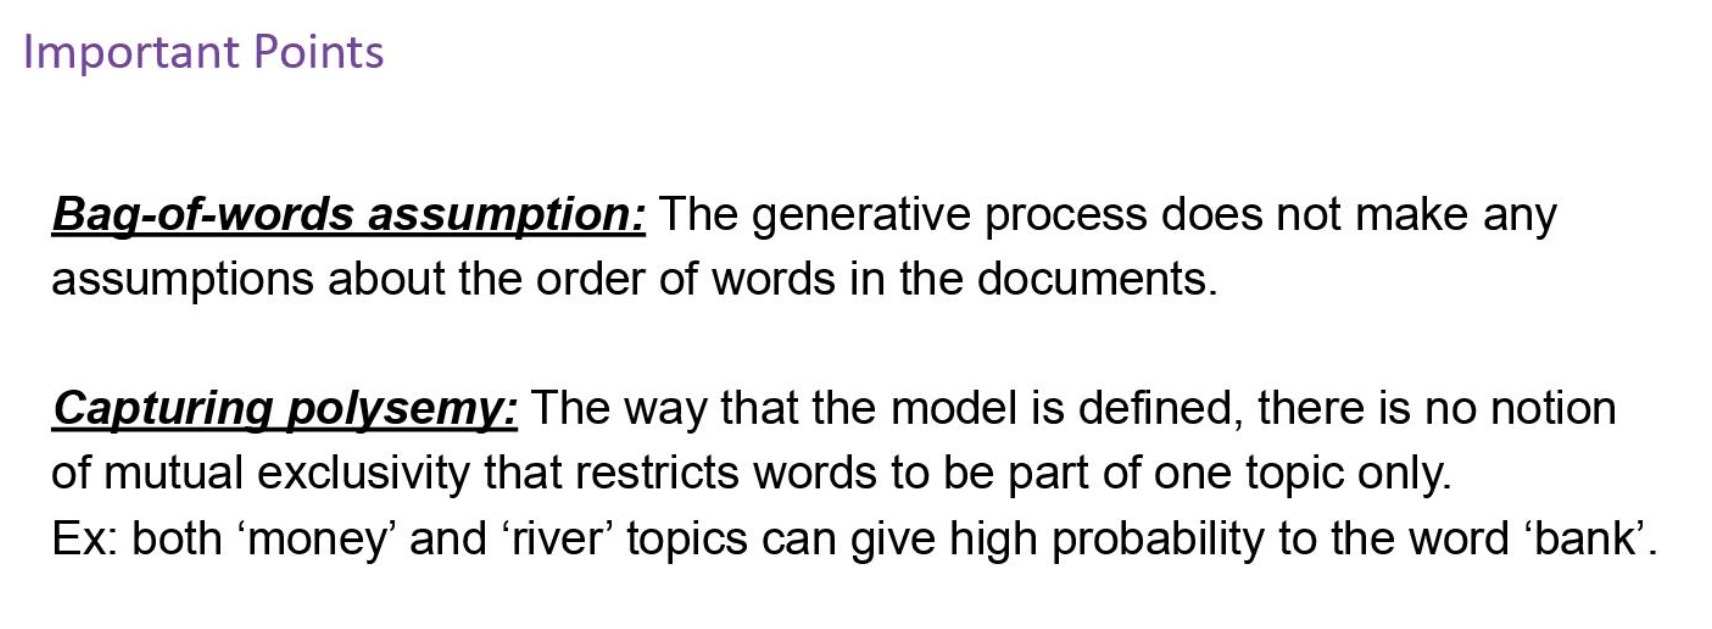 Important Points
Bag-of-words assumption: The generative process does not make any
assumptions about the order of words in the documents.
Capturing polysemy: The way that the model is defined, there is no notion
of mutual exclusivity that restricts words to be part of one topic only.
Ex: both ‘money’ and ‘river’ topics can give high probability to the word ‘bank’.